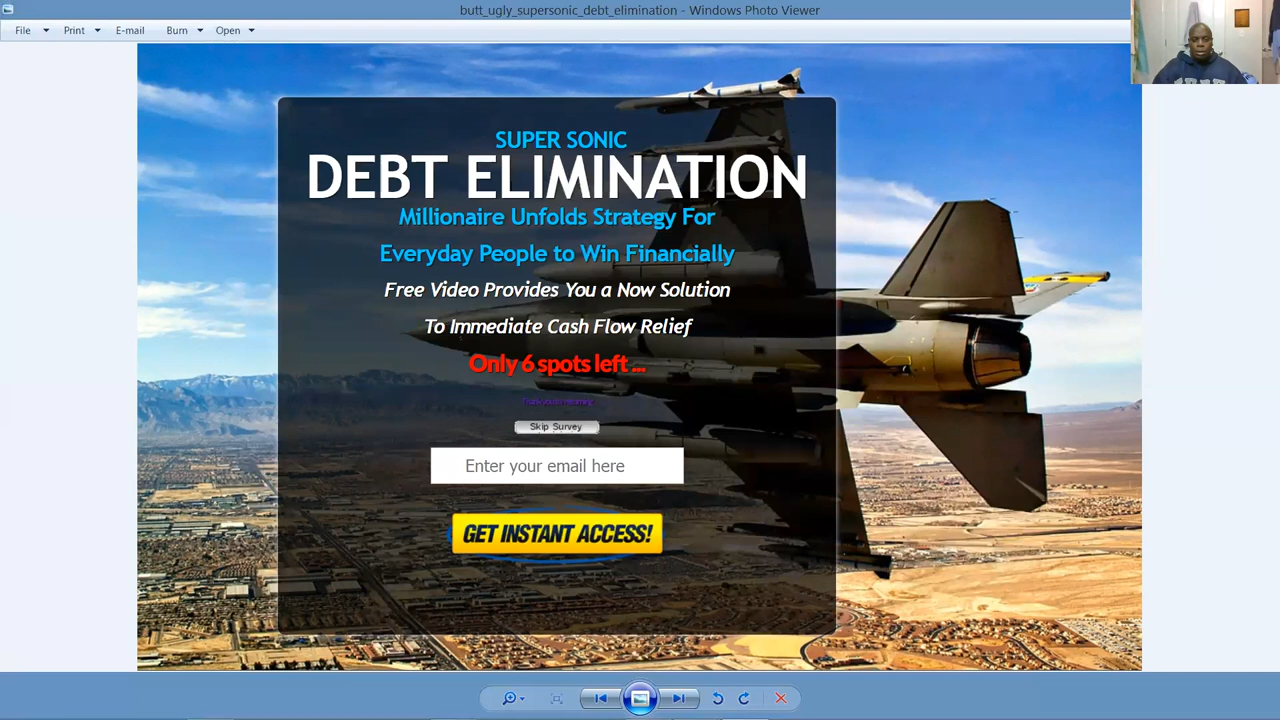 butt_ugly_supersonic_debt_elimination - Windows Photo Viewer
File Print E-mail Burn Open
SUPER SONIC
DEBT ELIMINATION
Millionaire Unfolds Strategy For
Everyday People to Win Financially
Free Video Provides You a Now Solution
To Immediate Cash Flow Relief
Only 6 spots left ...
Skip Survey
Enter your email here
GET INSTANT ACCESS!